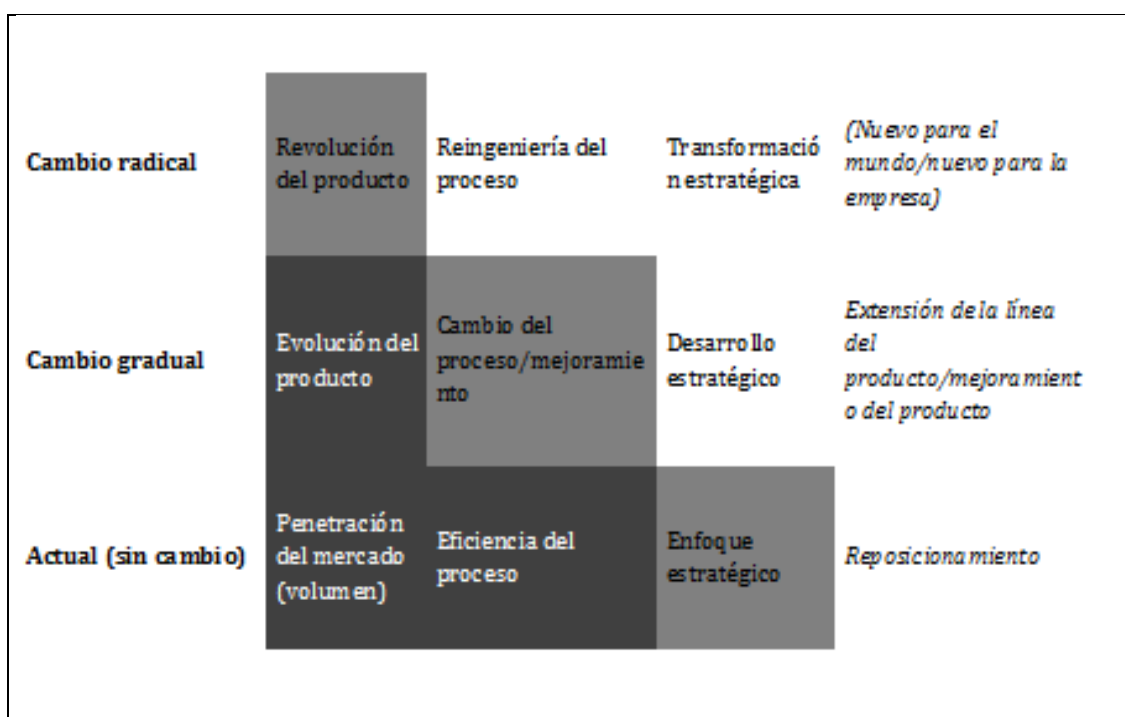 Cambio radical
Revolución
del producto
Reingeniería del
proceso
Transformació
n estratégica
(Nuevo para el
mundo/nuevo para la
empresa)
Cambio gradual
Evolución del
producto
Cambio del
proceso/mejoramie
nto
Desarrollo
estratégico
Extensión de la línea
del
producto/mejoramient
o del producto
Actual (sin cambio)
Penetración
del mercado
(volumen)
Eficiencia del
proceso
Enfoque
estratégico
Reposicionamiento